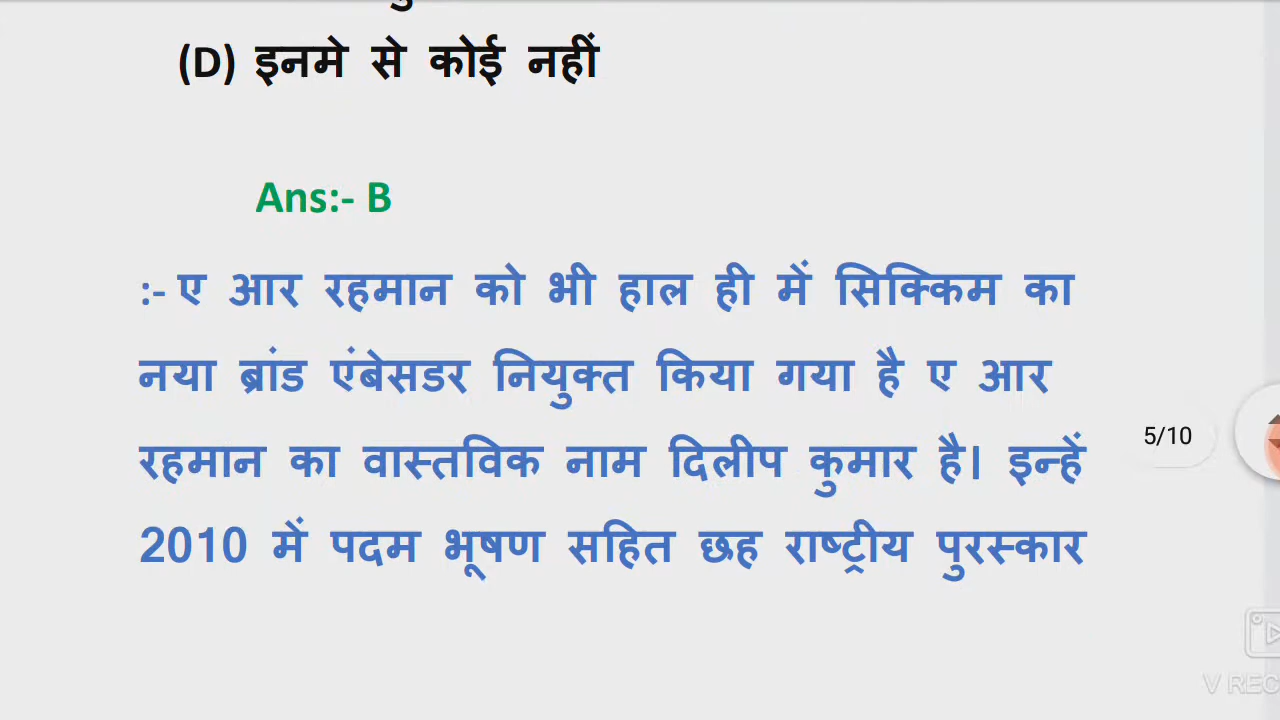 (D) इनमे से कोई नहीं
Ans:- B
:- ए आर रहमान को भी हाल ही में सिक्किम का
नया ब्रांड एंबेसडर नियुक्त किया गया है ए आर
रहमान का वास्तविक नाम दिलीप कुमार है। इन्हें
5/10
2010 में पदम भूषण सहित छह राष्ट्रीय पुरस्कार
V REC